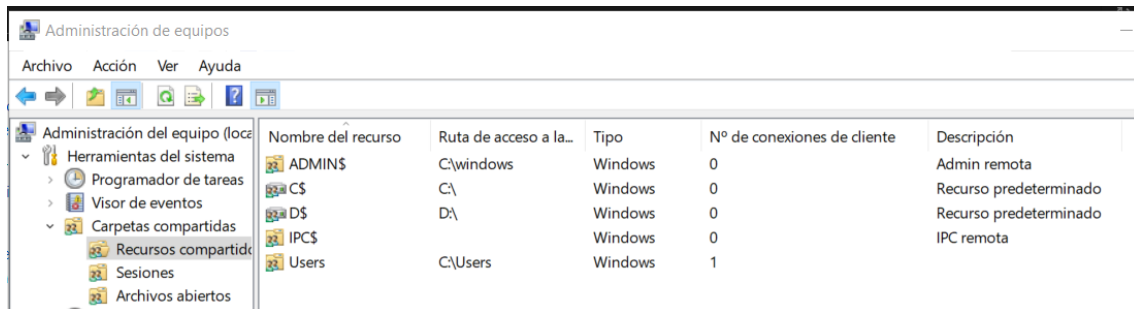 Administración de equipos
Archivo Acción Ver Ayuda
Administración del equipo (loca
Herramientas del sistema
Programador de tareas
Visor de eventos
Carpetas compartidas
Recursos compartido
Sesiones
Archivos abiertos
Nombre del recurso Ruta de acceso a la... Tipo Nº de conexiones de cliente Descripción
ADMIN$ C:\windows Windows 0 Admin remota
C$ C:\ Windows 0 Recurso predeterminado
D$ D:\ Windows 0 Recurso predeterminado
IPC$ Windows 0 IPC remota
Users C:\Users Windows 1